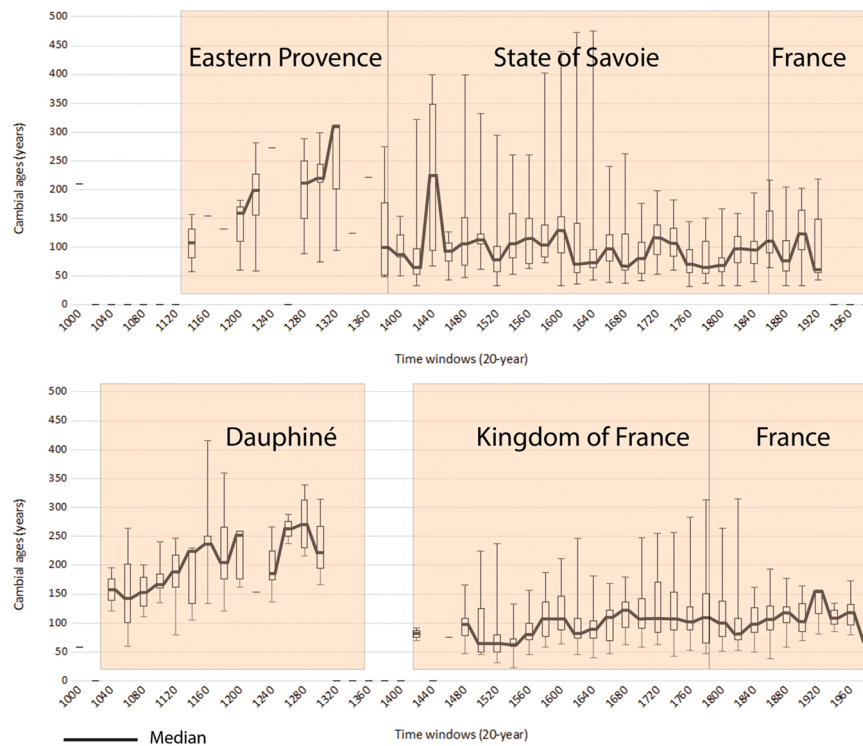 500
450
400
350
300
250
200
150
100
50
0
Cambial ages (years)
Eastern Provence
State of Savoie
France
1000 1040 1080 1120 1160 1200 1240 1280 1320 1360 1400 1440 1480 1520 1560 1600 1640 1680 1720 1760 1800 1840 1880 1920 1960
Time windows (20-year)
500
450
400
350
300
250
200
150
100
50
0
Cambial ages (years)
Dauphiné
Kingdom of France
France
1000 1040 1080 1120 1160 1200 1240 1280 1320 1360 1400 1440 1480 1520 1560 1600 1640 1680 1720 1760 1800 1840 1880 1920 1960
Time windows (20-year)
Median